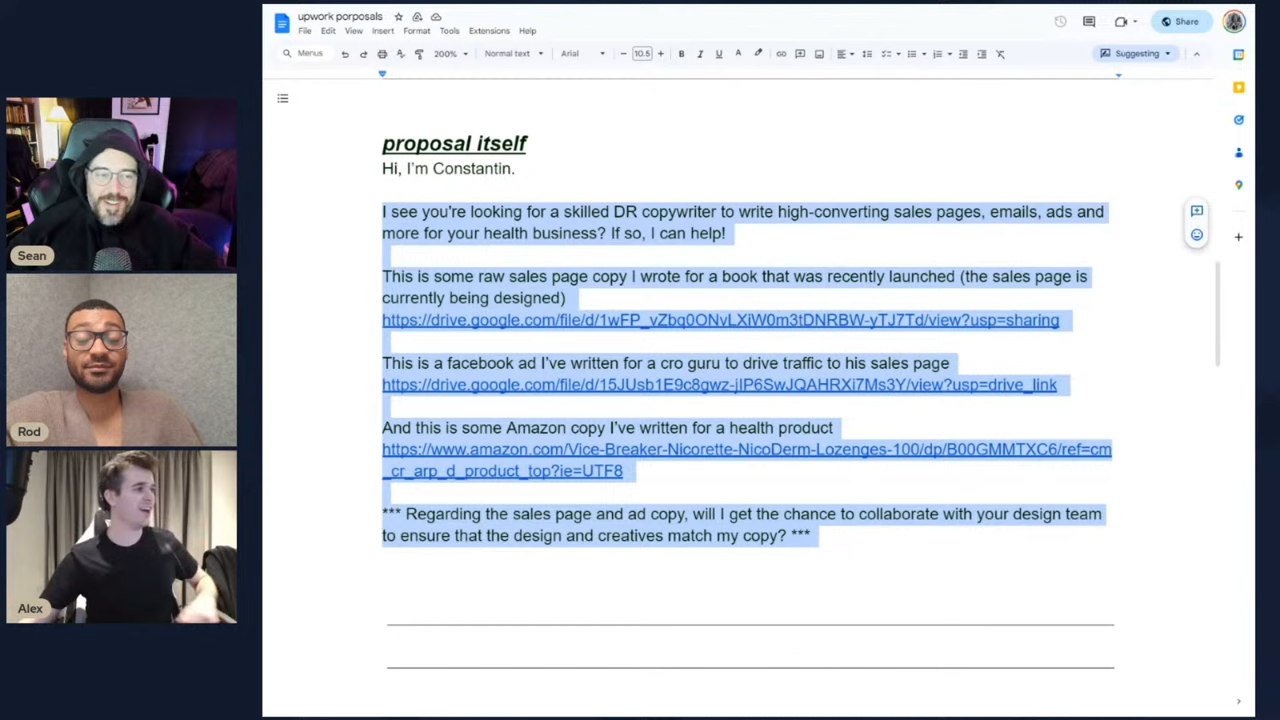 upwork porposals
File Edit View Insert Format Tools Extensions Help
Share
Menus
200%
Normal text
Arial
10.5
Suggesting
proposal itself
Hi, I'm Constantin.
I see you're looking for a skilled DR copywriter to write high-converting sales pages, emails, ads and
more for your health business? If so, I can help!
This is some raw sales page copy I wrote for a book that was recently launched (the sales page is
currently being designed)
https://drive.google.com/file/d/1wFP_vZbq0ONvLXiW0m3tDNRBW-yTJ7Td/view?usp=sharing
This is a facebook ad I've written for a cro guru to drive traffic to his sales page
https://drive.google.com/file/d/15JUsb1E9c8gwz-jIP6SwJQAHRXi7Ms3Y/view?usp=drive_link
And this is some Amazon copy I've written for a health product
https://www.amazon.com/Vice-Breaker-Nicorette-NicoDerm-Lozenges-100/dp/B00GMMTXC6/ref=cm
_cr_arp_d_product_top?ie=UTF8
*** Regarding the sales page and ad copy, will I get the chance to collaborate with your design team
to ensure that the design and creatives match my copy? ***
Sean
Rod
Alex